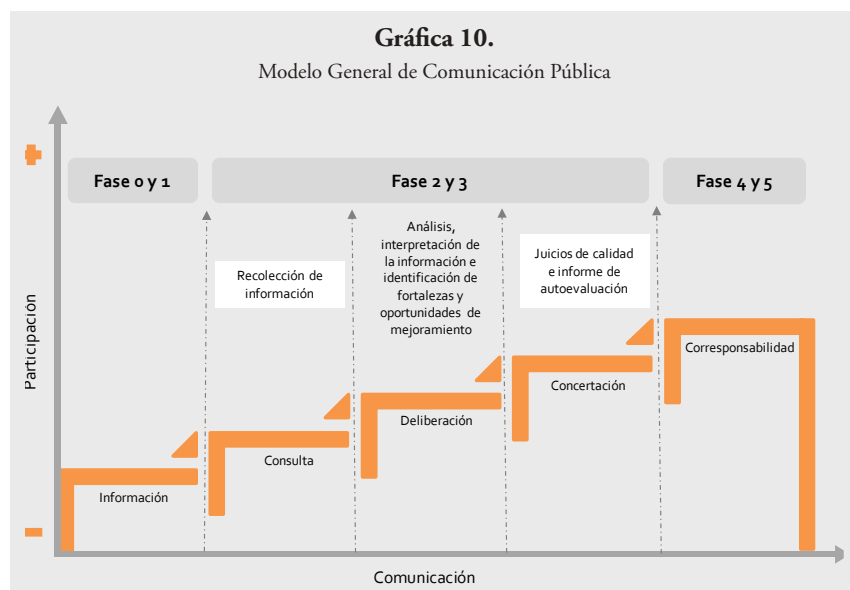 Gráfica 10.
Modelo General de Comunicación Pública
Fase 0 y 1
Fase 2 y 3
Fase 4 y 5
Recolección de
información
Análisis,
interpretación de
la información e
identificación de
fortalezas y
oportunidades de
mejoramiento
Juicios de calidad
e informe de
autoevaluación
Participación
Información
Consulta
Deliberación
Concertación
Corresponsabilidad
Comunicación